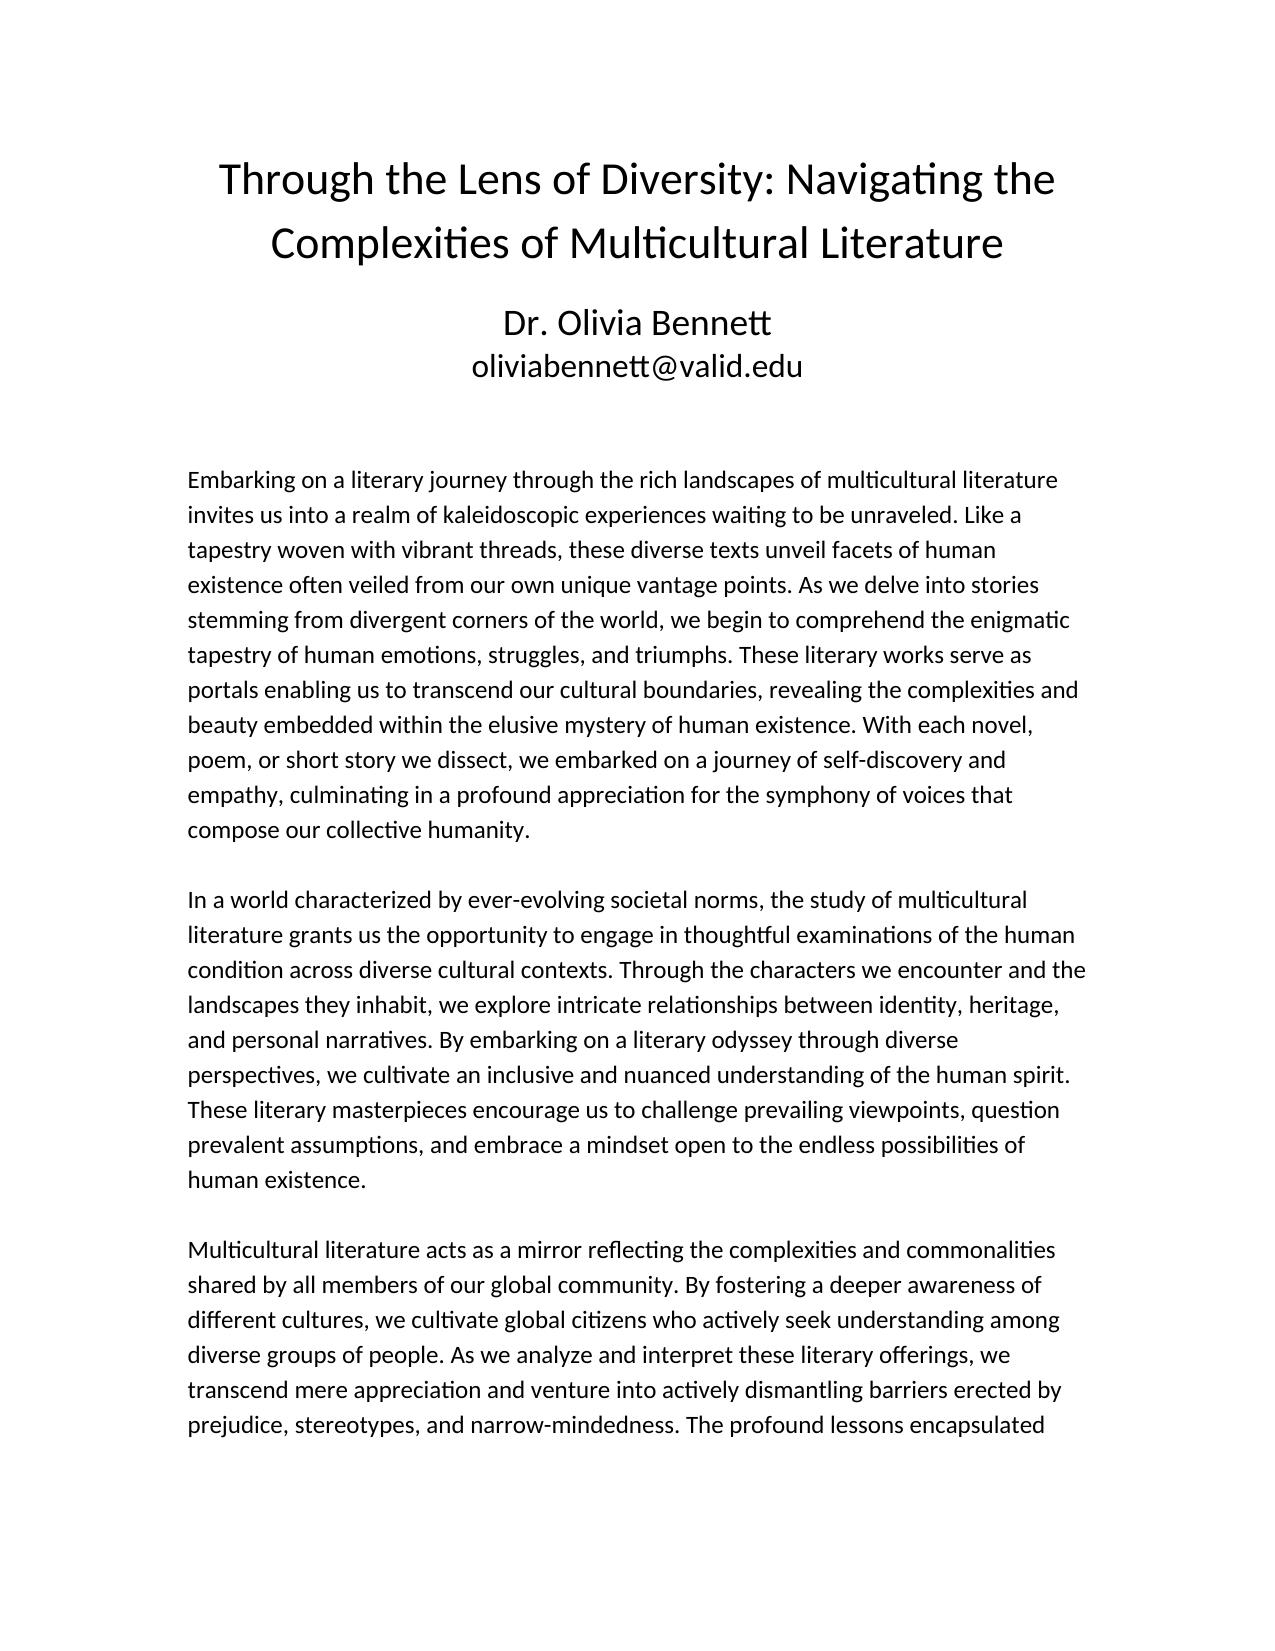 Through the Lens of Diversity: Navigating the
Complexities of Multicultural Literature
Dr. Olivia Bennett
oliviabennett@valid.edu
Embarking on a literary journey through the rich landscapes of multicultural literature
invites us into a realm of kaleidoscopic experiences waiting to be unraveled. Like a
tapestry woven with vibrant threads, these diverse texts unveil facets of human
existence often veiled from our own unique vantage points. As we delve into stories
stemming from divergent corners of the world, we begin to comprehend the enigmatic
tapestry of human emotions, struggles, and triumphs. These literary works serve as
portals enabling us to transcend our cultural boundaries, revealing the complexities and
beauty embedded within the elusive mystery of human existence. With each novel,
poem, or short story we dissect, we embarked on a journey of self-discovery and
empathy, culminating in a profound appreciation for the symphony of voices that
compose our collective humanity.
In a world characterized by ever-evolving societal norms, the study of multicultural
literature grants us the opportunity to engage in thoughtful examinations of the human
condition across diverse cultural contexts. Through the characters we encounter and the
landscapes they inhabit, we explore intricate relationships between identity, heritage,
and personal narratives. By embarking on a literary odyssey through diverse
perspectives, we cultivate an inclusive and nuanced understanding of the human spirit.
These literary masterpieces encourage us to challenge prevailing viewpoints, question
prevalent assumptions, and embrace a mindset open to the endless possibilities of
human existence.
Multicultural literature acts as a mirror reflecting the complexities and commonalities
shared by all members of our global community. By fostering a deeper awareness of
different cultures, we cultivate global citizens who actively seek understanding among
diverse groups of people. As we analyze and interpret these literary offerings, we
transcend mere appreciation and venture into actively dismantling barriers erected by
prejudice, stereotypes, and narrow-mindedness. The profound lessons encapsulated